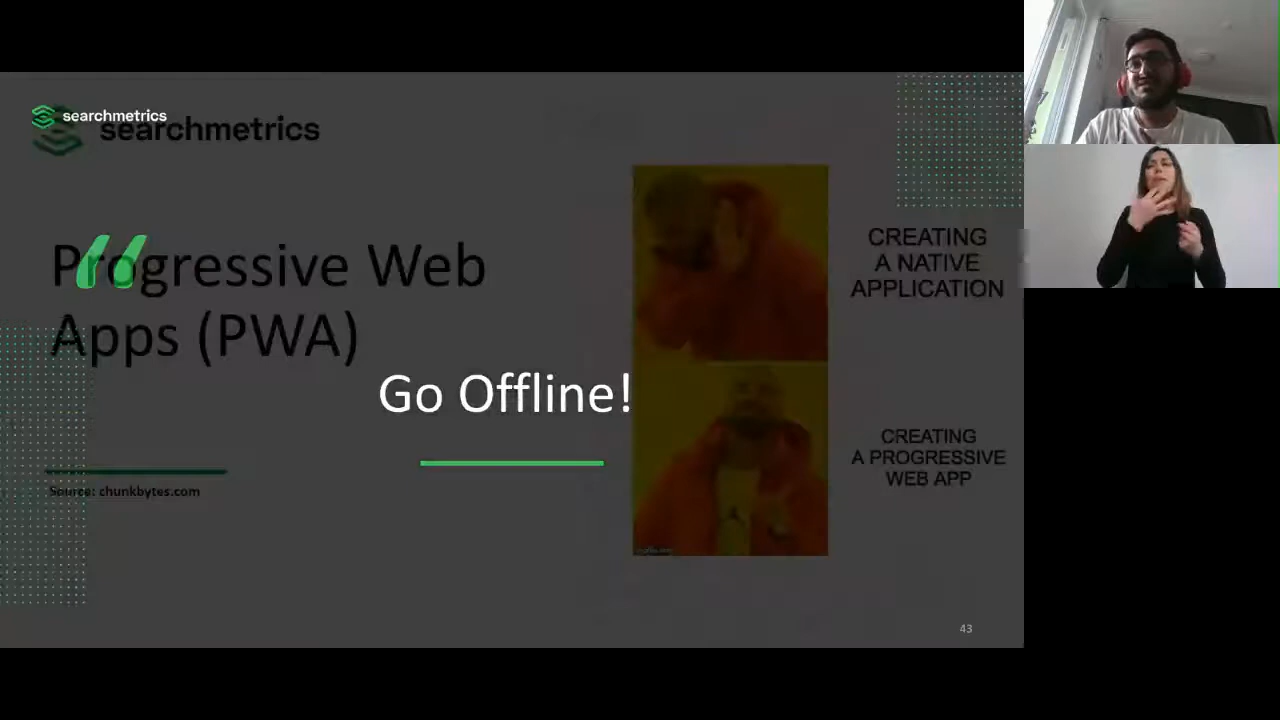 searchmetrics
searchmetrics
Progressive Web
Apps (PWA)
Go Offline!
Source: chunkbytes.com
CREATING
A NATIVE
APPLICATION
CREATING
A PROGRESSIVE
WEB APP
43